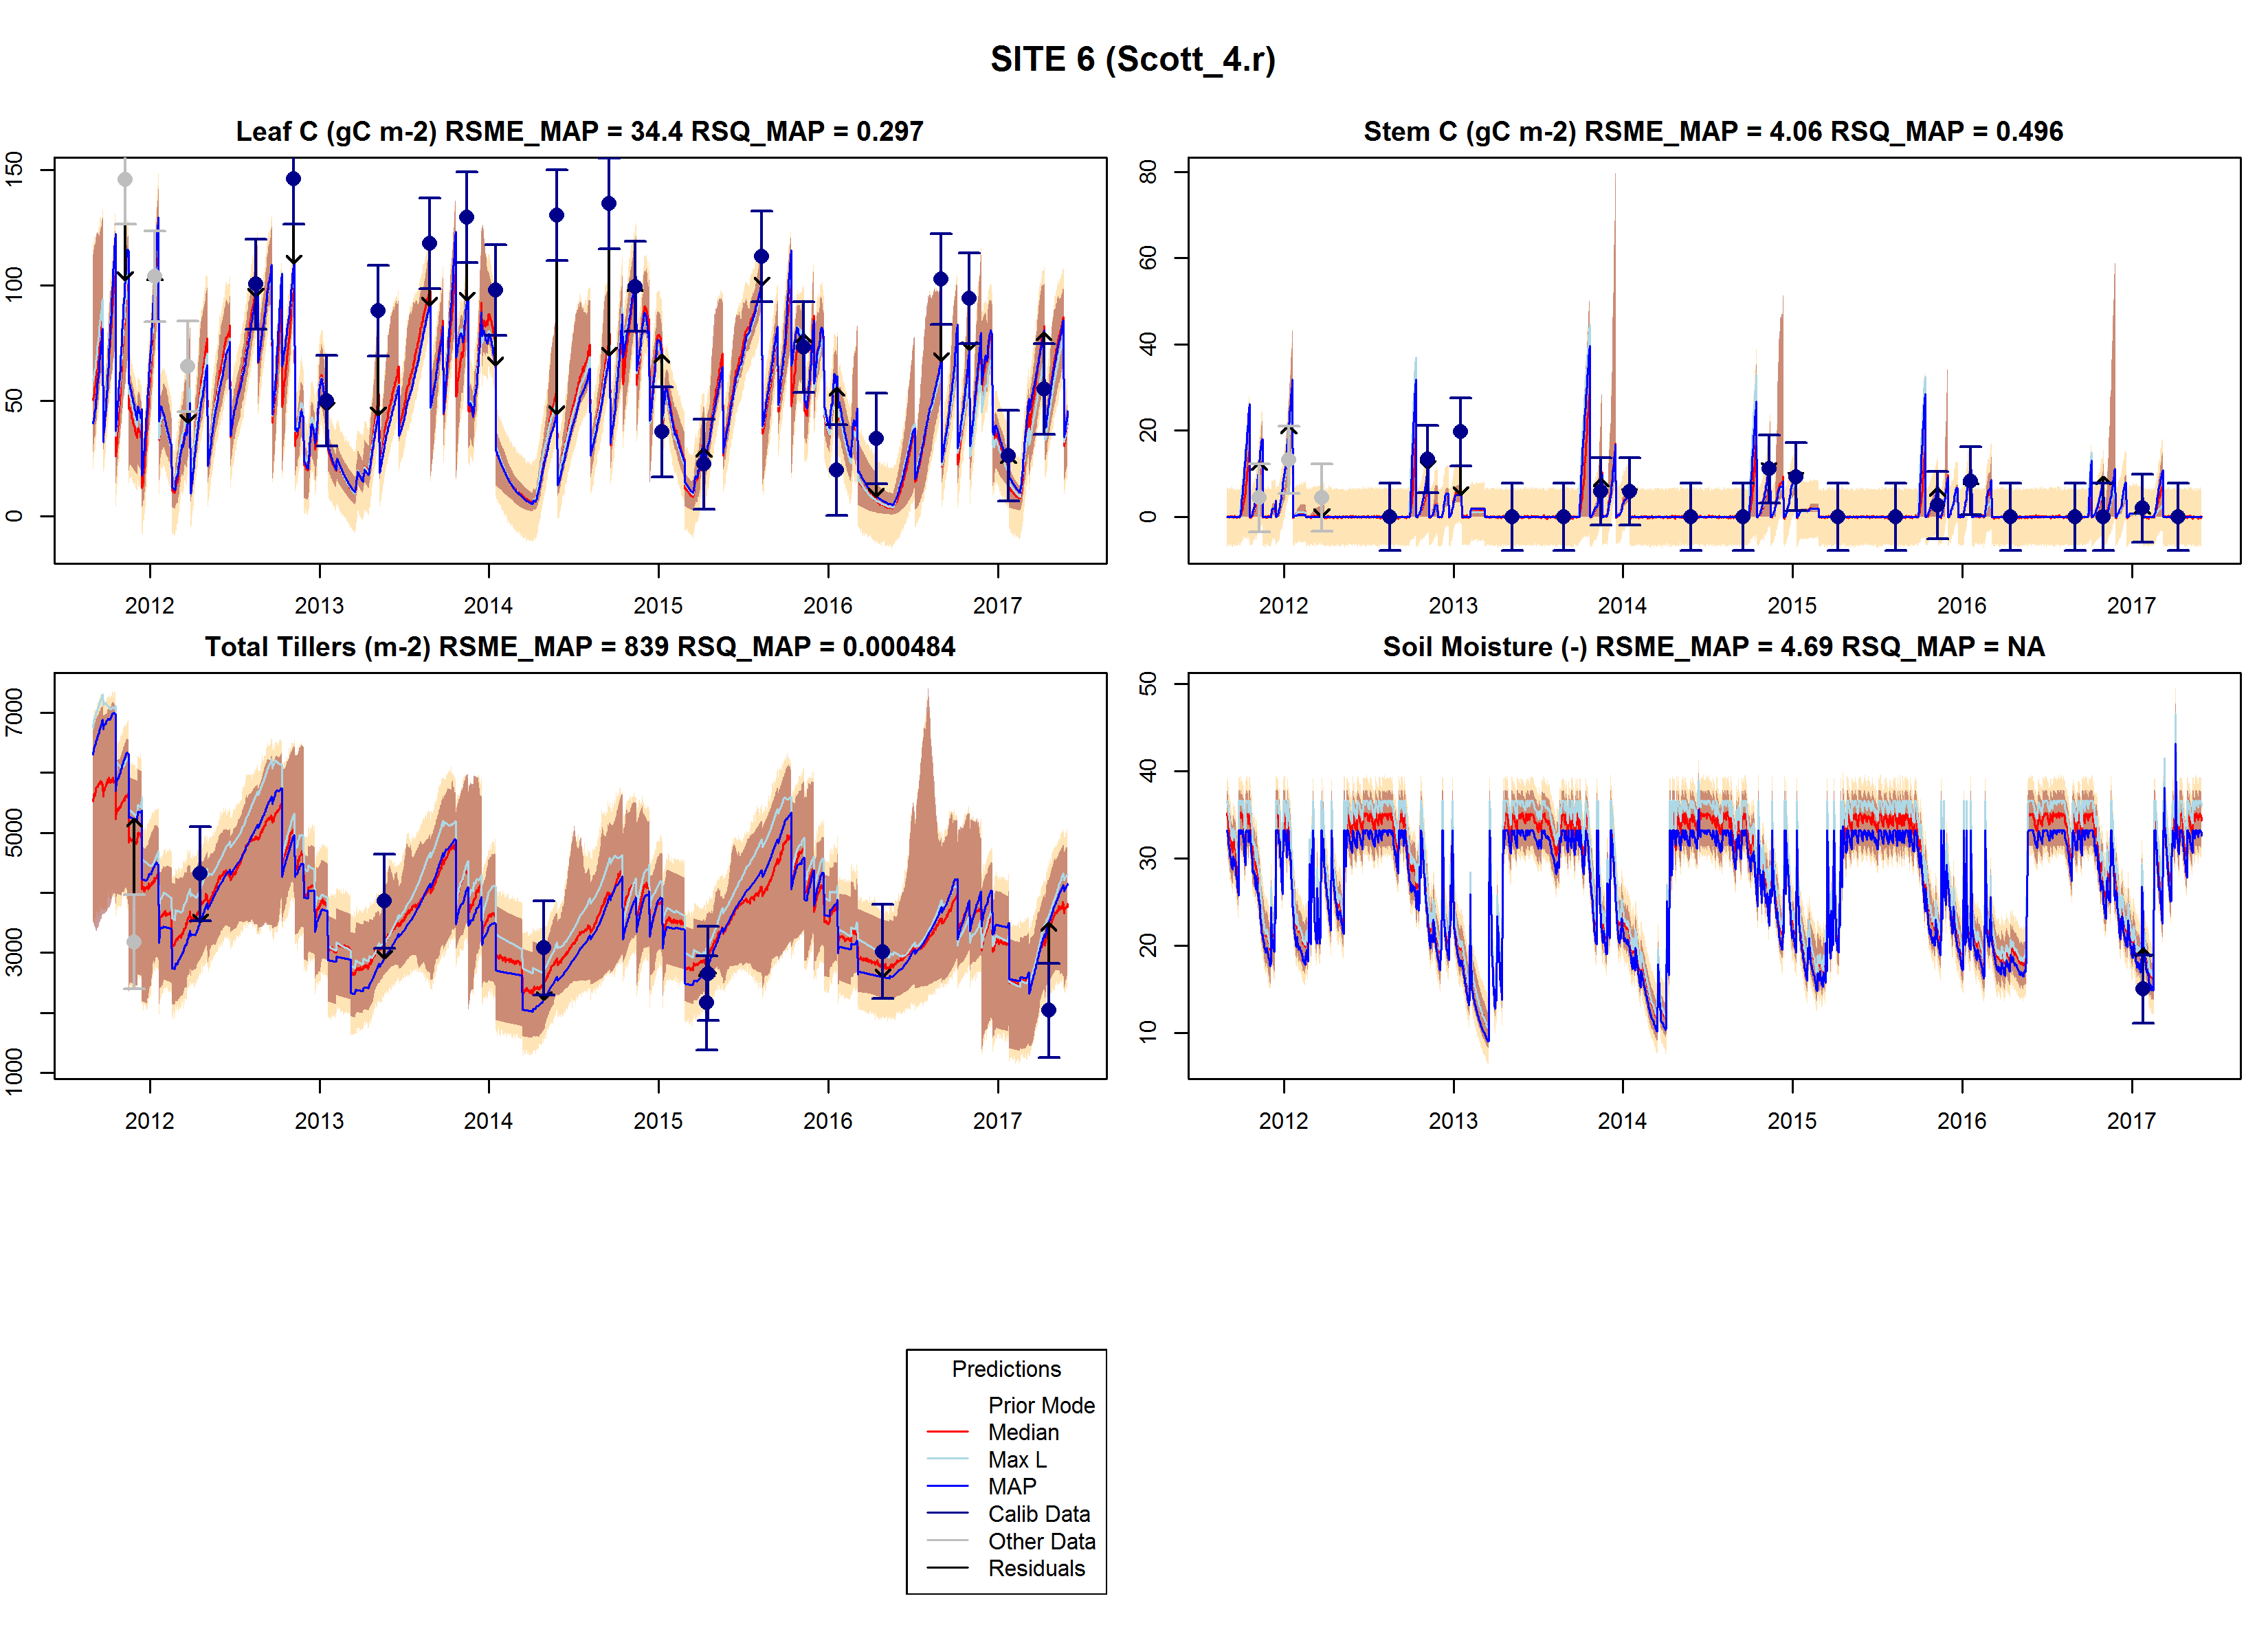 SITE 6 (Scott_4.r)
Leaf C (gC m-2) RSME_MAP = 34.4 RSQ_MAP = 0.297
150
100
50
0
2012 2013 2014 2015 2016 2017
Stem C (gC m-2) RSME_MAP = 4.06 RSQ_MAP = 0.496
80
60
40
20
0
2012 2013 2014 2015 2016 2017
Total Tillers (m-2) RSME_MAP = 839 RSQ_MAP = 0.000484
7000
5000
3000
1000
2012 2013 2014 2015 2016 2017
Soil Moisture (-) RSME_MAP = 4.69 RSQ_MAP = NA
50
40
30
20
10
2012 2013 2014 2015 2016 2017
Predictions
Prior Mode
Median
Max L
MAP
Calib Data
Other Data
Residuals